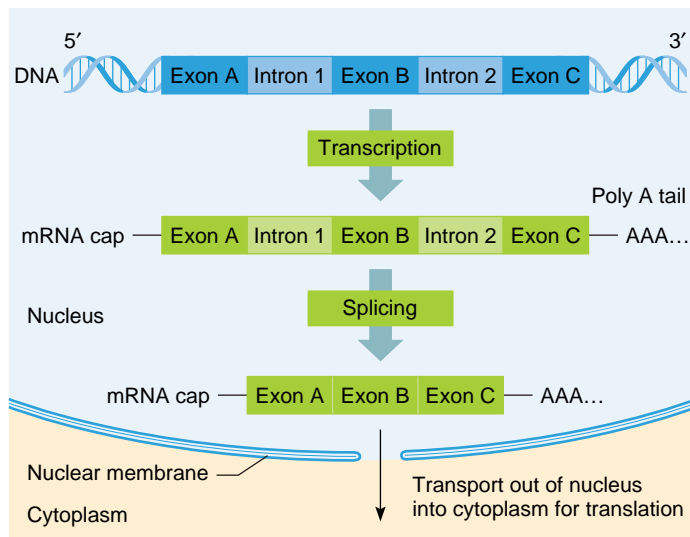 5′ 3′
DNA Exon A Intron 1 Exon B Intron 2 Exon C
Transcription
Poly A tail
mRNA cap Exon A Intron 1 Exon B Intron 2 Exon C AAA…
Nucleus
Splicing
mRNA cap Exon A Exon B Exon C AAA…
Nuclear membrane
Cytoplasm
Transport out of nucleus
into cytoplasm for translation